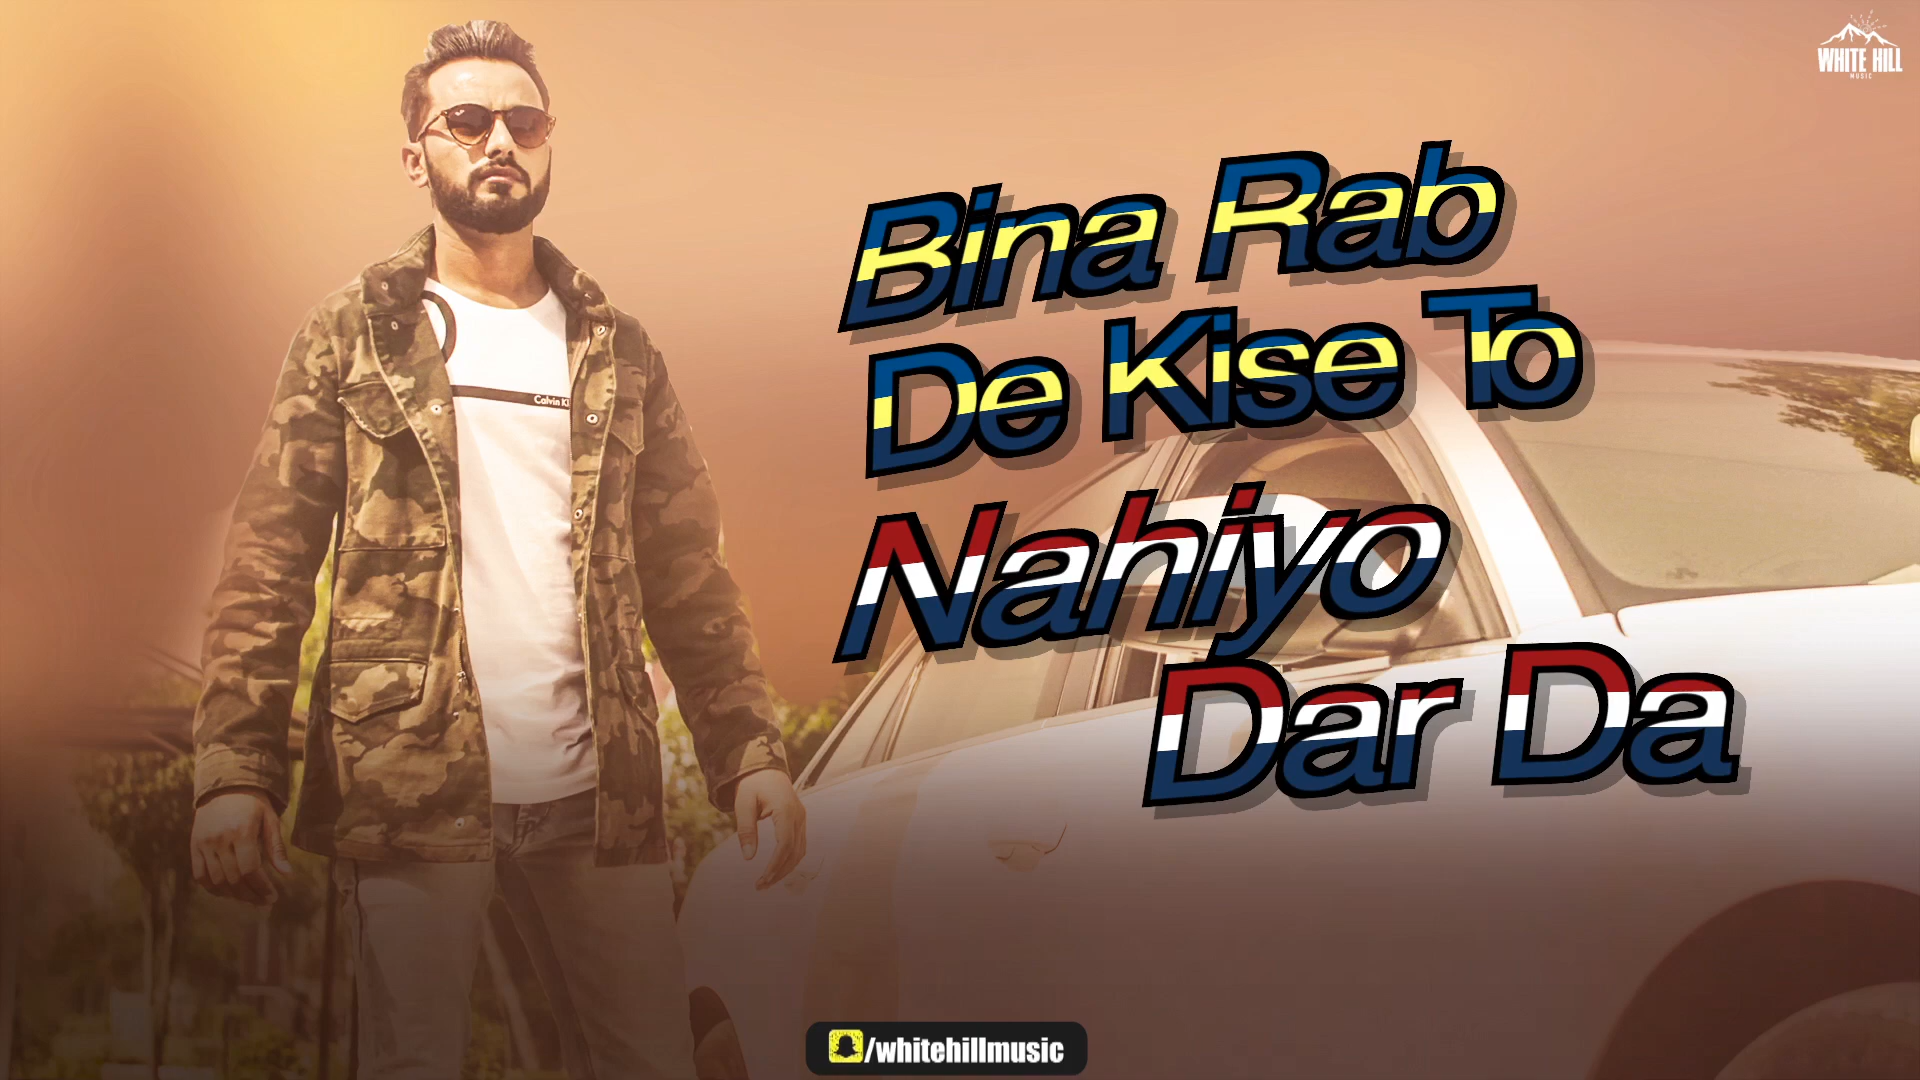 WHITE HILL
MUSIC
Bina Rab
De Kise To
Nahiyo
Dar Da
Calvin Kl
/whitehillmusic